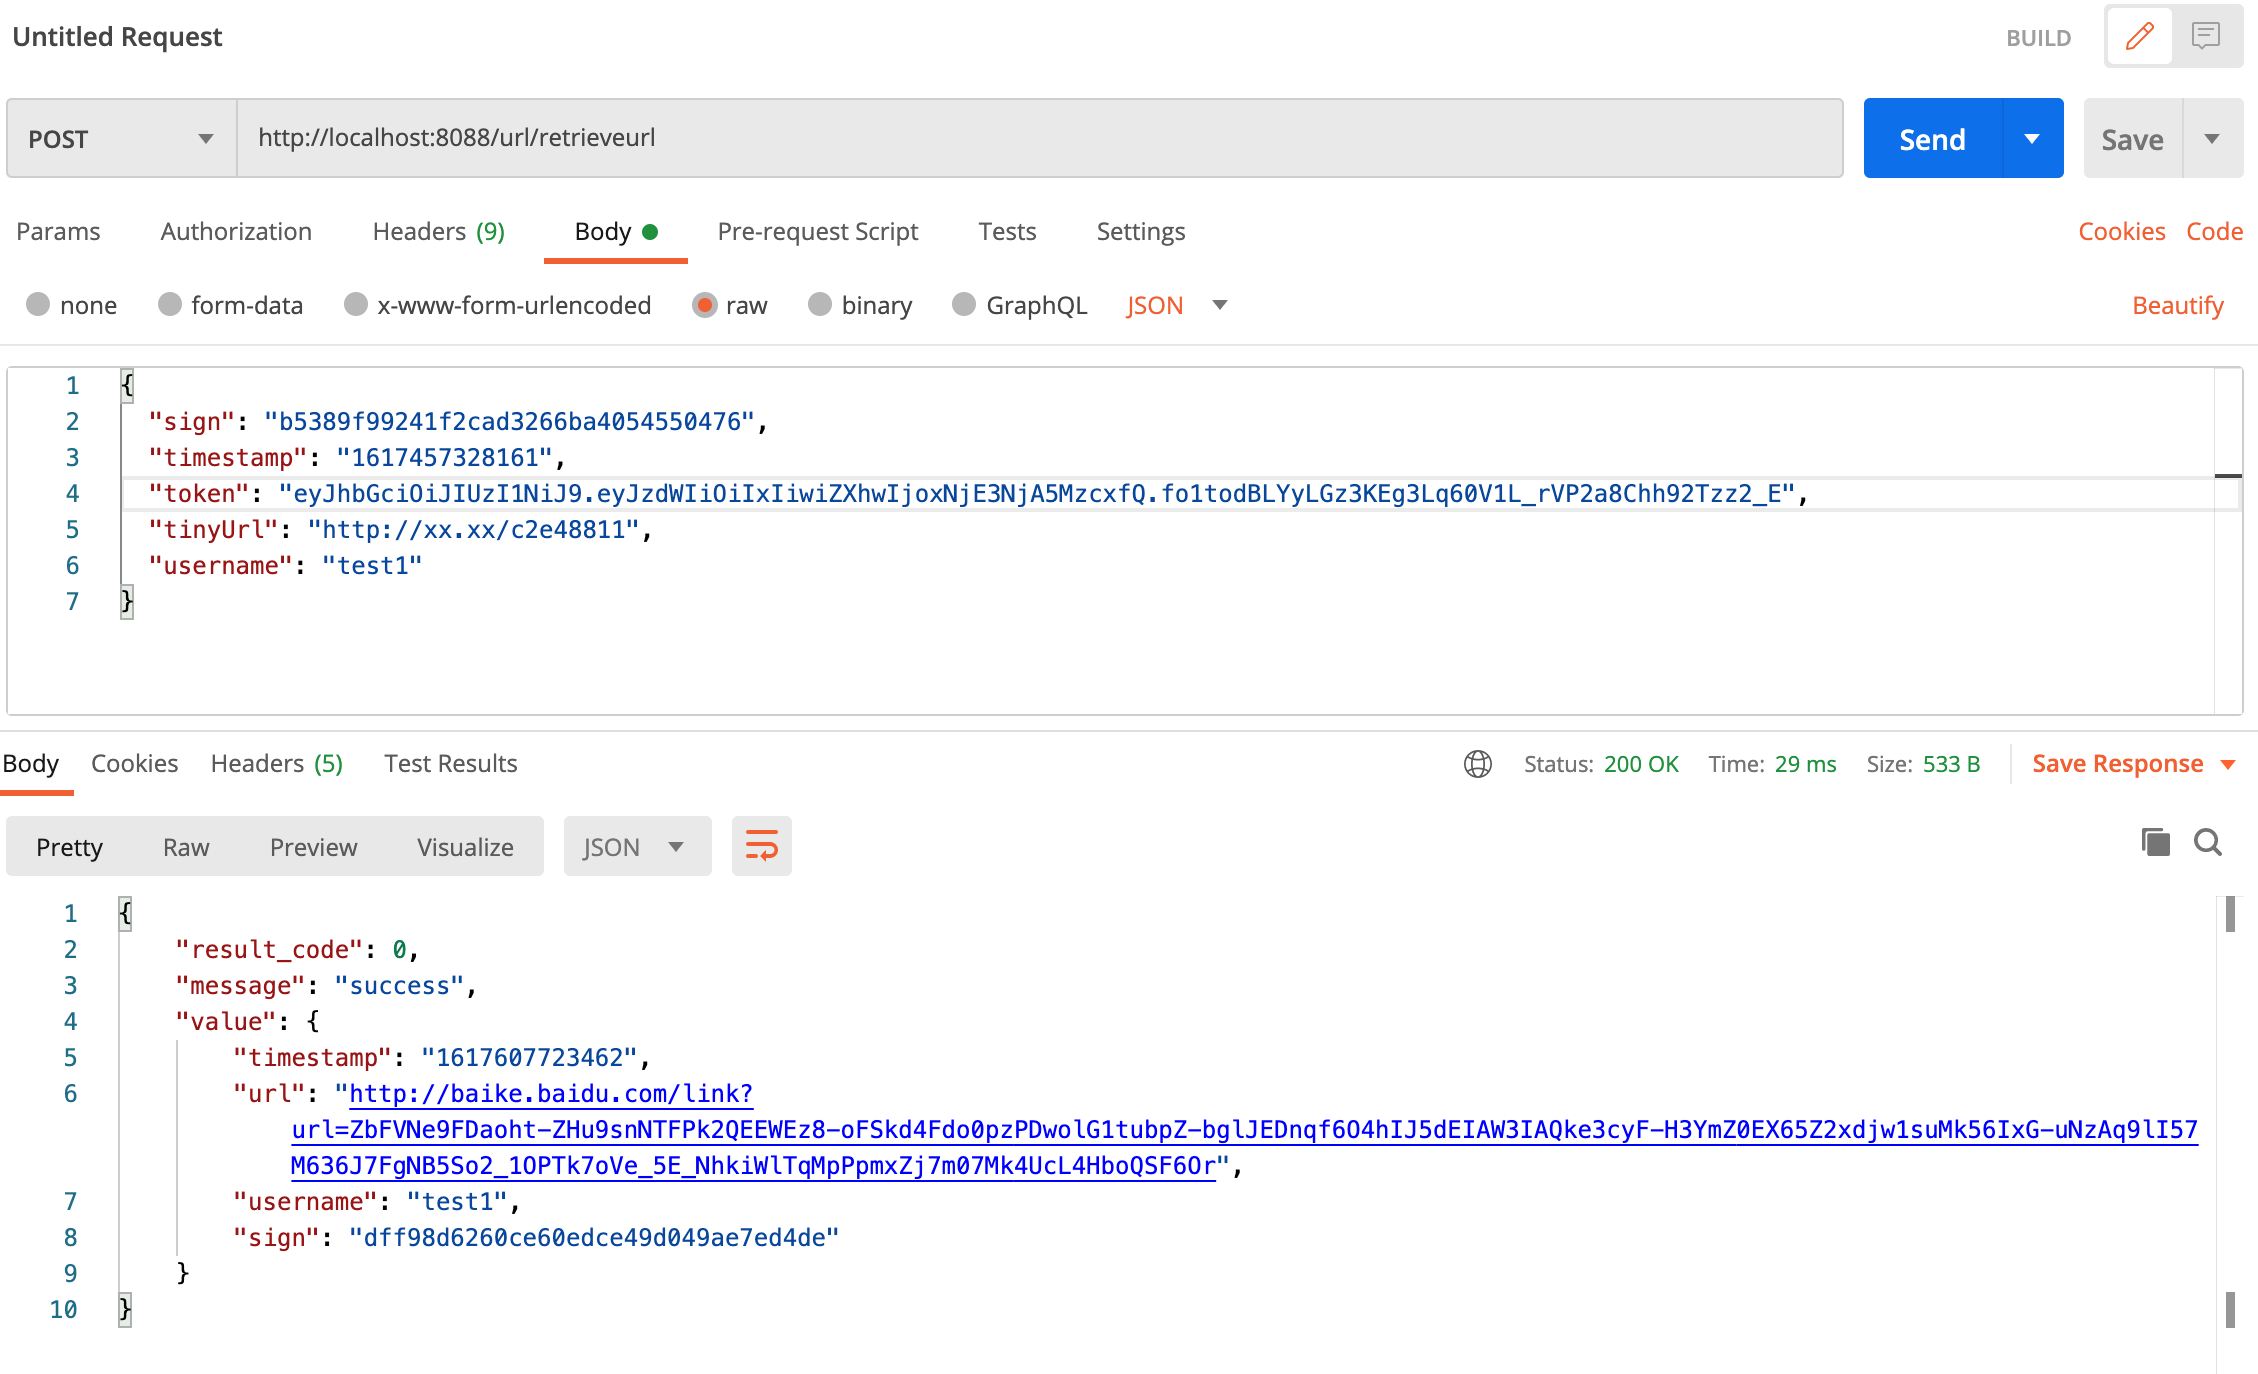 Untitled Request
BUILD
POST
http://localhost:8088/url/retrieveurl
Send
Save
Params Authorization Headers (9) Body Pre-request Script Tests Settings Cookies Code
none form-data x-www-form-urlencoded raw binary GraphQL JSON Beautify
1 {
2 "sign": "b5389f99241f2cad3266ba4054550476",
3 "timestamp": "1617457328161",
4 "token": "eyJhbGciOiJIUzI1NiJ9.eyJzdWIiOiIxIiwiZXhwIjoxNjE3NjA5MzcxfQ.fo1todBLYyLGz3KEg3Lq60V1L_rVP2a8Chh92Tzz2_E",
5 "tinyUrl": "http://xx.xx/c2e48811",
6 "username": "test1"
7 }
Body Cookies Headers (5) Test Results Status: 200 OK Time: 29 ms Size: 533 B Save Response
Pretty Raw Preview Visualize JSON
1 {
2 "result_code": 0,
3 "message": "success",
4 "value": {
5 "timestamp": "1617607723462",
6 "url": "http://baike.baidu.com/link?
url=ZbFVNe9FDaoht-ZHu9snNTFPk2QEEWEz8-oFSkd4Fdo0pzPDwolG1tubpZ-bglJEDnqf6O4hIJ5dEIAW3IAQke3cyF-H3YmZ0EX65Z2xdjw1suMk56IxG-uNzAq9lI57
M636J7FgNB5So2_1OPTk7oVe_5E_NhkiWlTqMpPpmxZj7m07Mk4UcL4HboQSF6Or",
7 "username": "test1",
8 "sign": "dff98d6260ce60edce49d049ae7ed4de"
9 }
10 }